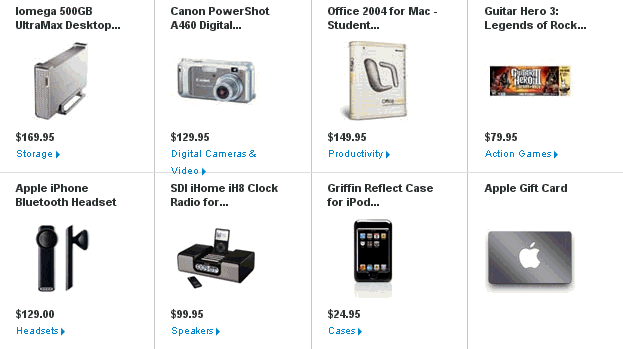 Iomega 500GB
UltraMax Desktop...
Canon PowerShot
A460 Digital...
Office 2004 for Mac -
Student...
Guitar Hero 3:
Legends of Rock...
$169.95
Storage
$129.95
Digital Cameras &
Video
$149.95
Productivity
$79.95
Action Games
Apple iPhone
Bluetooth Headset
SDI iHome iH8 Clock
Radio for...
Griffin Reflect Case
for iPod...
Apple Gift Card
$129.00
Headsets
$99.95
Speakers
$24.95
Cases